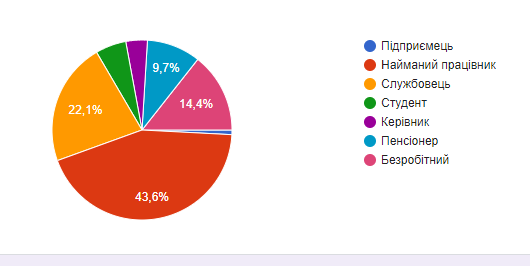 9,7%
14,4%
22,1%
43,6%
Підприємець
Найманий працівник
Службовець
Студент
Керівник
Пенсіонер
Безробітний